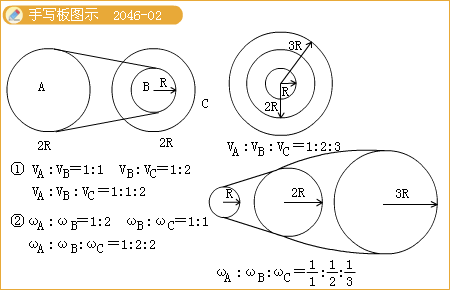 手写板图示 2046-02
A
B
R
C
2R
2R
3R
R
2R
V_A:V_B:V_C=1:2:3
① V_A:V_B=1:1 V_B:V_C=1:2
V_A:V_B:V_C=1:1:2
② ω_A:ω_B=1:2 ω_B:ω_C=1:1
ω_A:ω_B:ω_C=1:2:2
R
2R
3R
ω_A:ω_B:ω_C=1/1:1/2:1/3